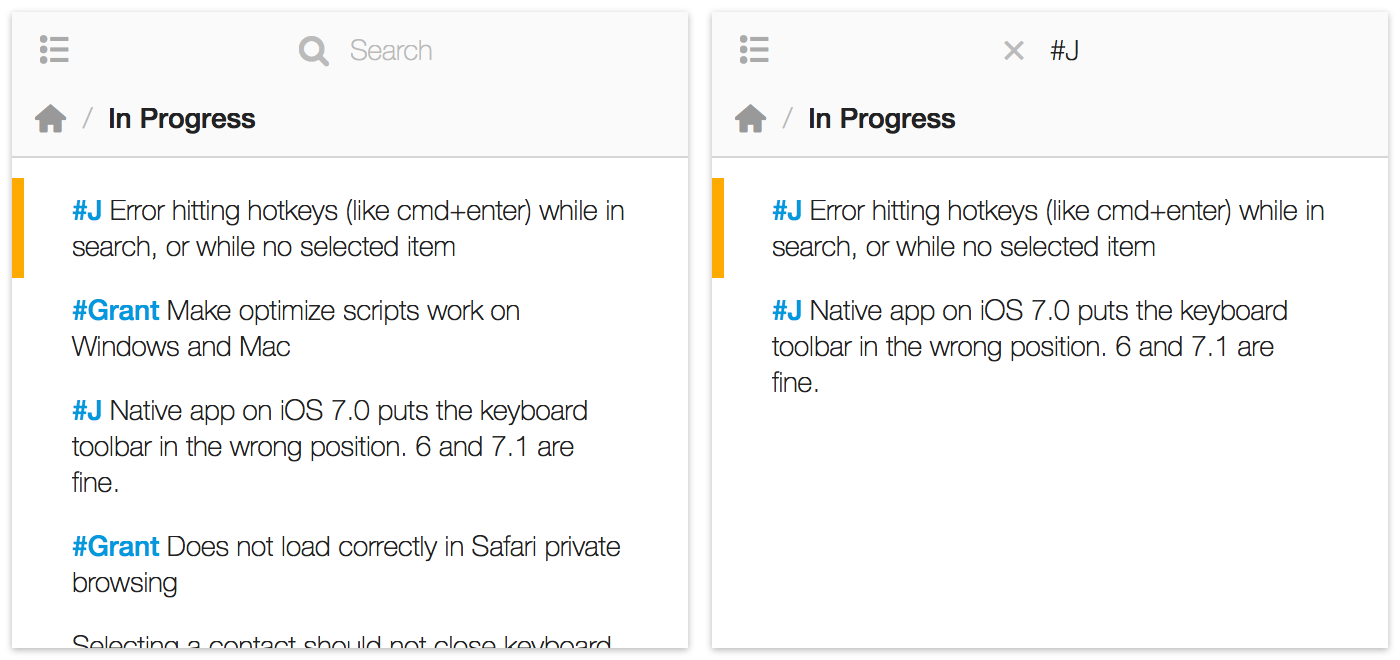 Search
/ In Progress
#J Error hitting hotkeys (like cmd+enter) while in
search, or while no selected item
#Grant Make optimize scripts work on
Windows and Mac
#J Native app on iOS 7.0 puts the keyboard
toolbar in the wrong position. 6 and 7.1 are
fine.
#Grant Does not load correctly in Safari private
browsing
Selecting a contact should not close keyboard
#J
/ In Progress
#J Error hitting hotkeys (like cmd+enter) while in
search, or while no selected item
#J Native app on iOS 7.0 puts the keyboard
toolbar in the wrong position. 6 and 7.1 are
fine.